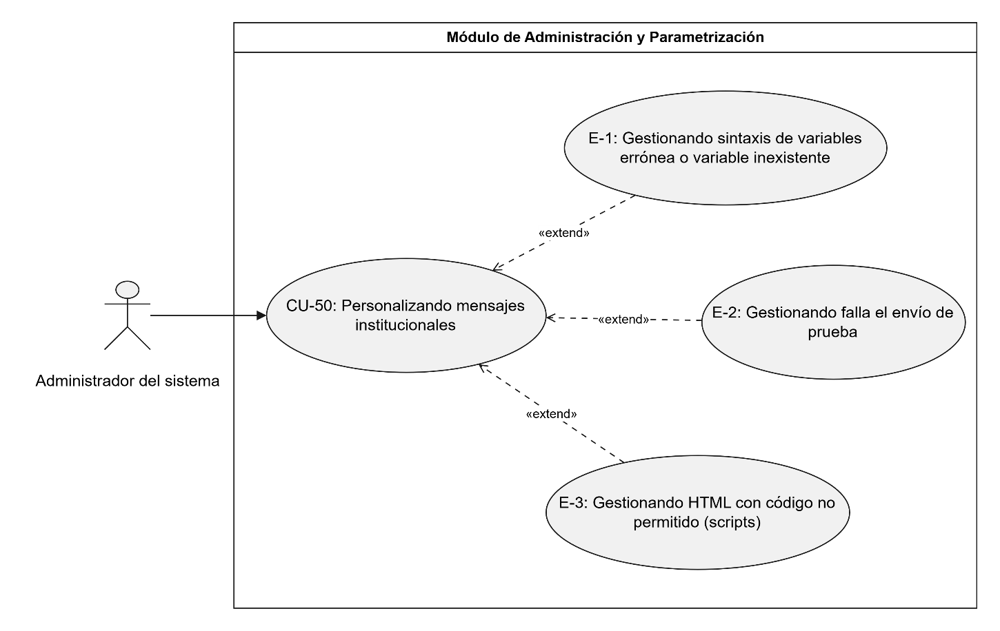 Módulo de Administración y Parametrización
E-1: Gestionando sintaxis de variables
errónea o variable inexistente
«extend»
CU-50: Personalizando mensajes
institucionales
«extend»
E-2: Gestionando falla el envío de
prueba
Administrador del sistema
«extend»
E-3: Gestionando HTML con código no
permitido (scripts)